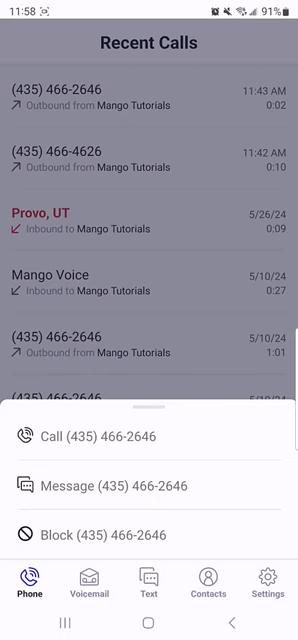 11:58
91%
Recent Calls
(435) 466-2646
11:43 AM
Outbound from Mango Tutorials
0:02
(435) 466-4626
11:42 AM
Outbound from Mango Tutorials
0:10
Provo, UT
5/26/24
Inbound to Mango Tutorials
0:09
Mango Voice
5/10/24
Inbound to Mango Tutorials
0:27
(435) 466-2646
5/10/24
Outbound from Mango Tutorials
1:01
(435) 466-2646
Call (435) 466-2646
Message (435) 466-2646
Block (435) 466-2646
Phone
Voicemail
Text
Contacts
Settings